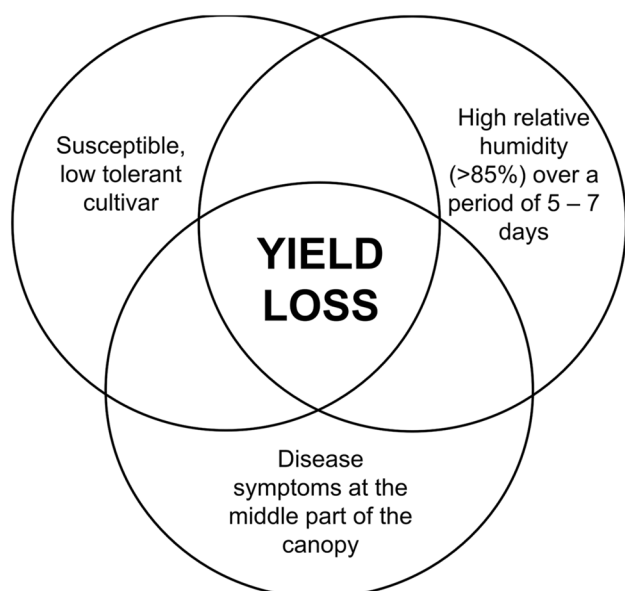 Susceptible,
low tolerant
cultivar
High relative
humidity
(>85%) over a
period of 5 – 7
days
YIELD
LOSS
Disease
symptoms at the
middle part of the
canopy